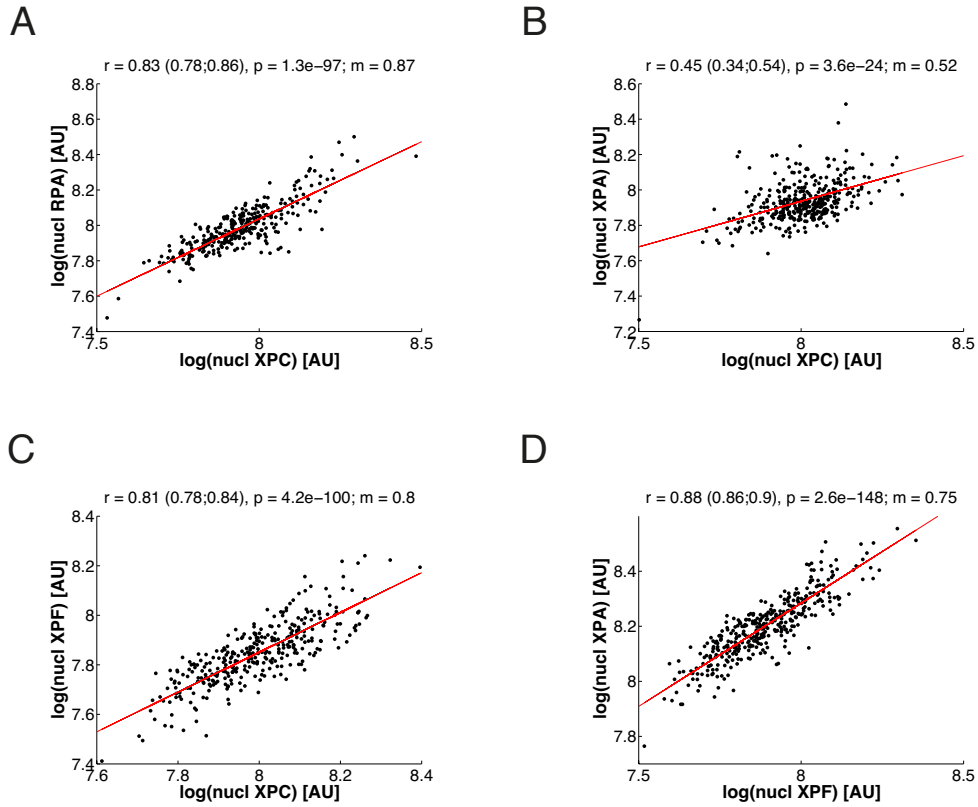 A
r = 0.83 (0.78;0.86), p = 1.3e−97; m = 0.87
8.6
8.4
8.2
8
7.8
7.6
7.4
7.5
8
8.5
log(nucl RPA) [AU]
log(nucl XPC) [AU]
B
r = 0.45 (0.34;0.54), p = 3.6e−24; m = 0.52
8.8
8.6
8.4
8.2
8
7.8
7.6
7.4
7.2
7.5
8
8.5
log(nucl XPA) [AU]
log(nucl XPC) [AU]
C
r = 0.81 (0.78;0.84), p = 4.2e−100; m = 0.8
8.4
8.2
8
7.8
7.6
7.4
7.6
7.8
8
8.2
8.4
log(nucl XPF) [AU]
log(nucl XPC) [AU]
D
r = 0.88 (0.86;0.9), p = 2.6e−148; m = 0.75
8.4
8.2
8
7.8
7.5
8
8.5
log(nucl XPA) [AU]
log(nucl XPF) [AU]